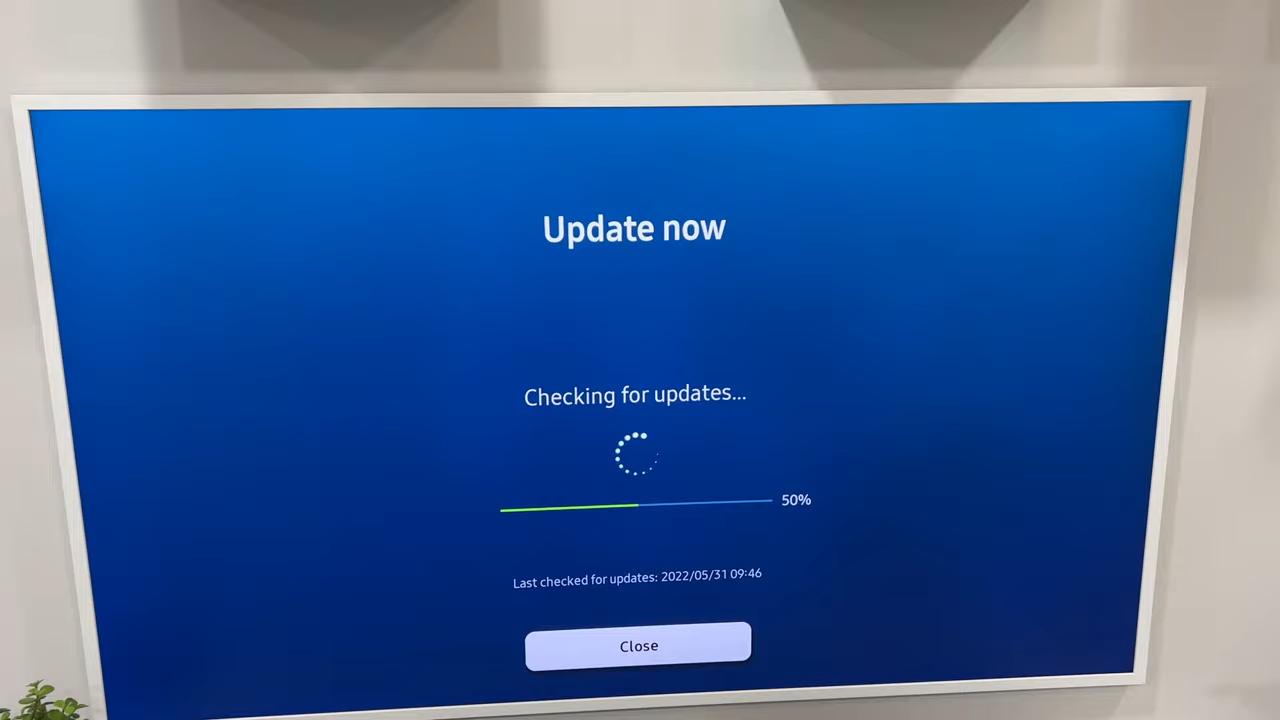 Update now
Checking for updates...
50%
Last checked for updates: 2022/05/31 09:46
Close